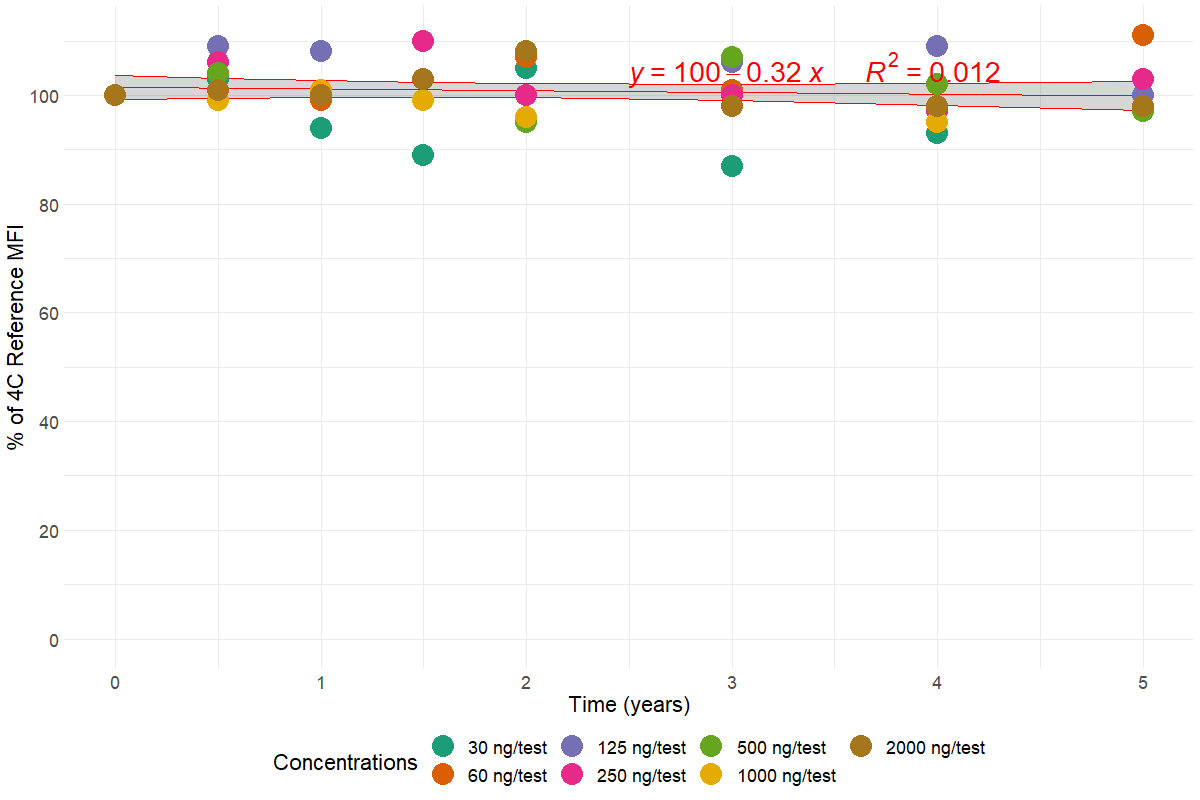 y = 100 − 0.32 x R² = 0.012
100
80
60
40
20
0
% of 4C Reference MFI
0 1 2 3 4 5
Time (years)
Concentrations
30 ng/test 125 ng/test 500 ng/test 2000 ng/test
60 ng/test 250 ng/test 1000 ng/test